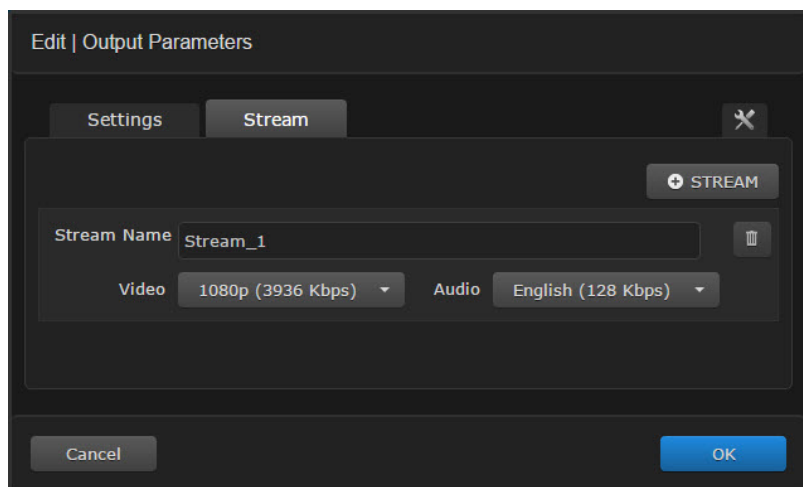 Edit | Output Parameters
Settings Stream
STREAM
Stream Name Stream_1
Video 1080p (3936 Kbps) Audio English (128 Kbps)
Cancel OK